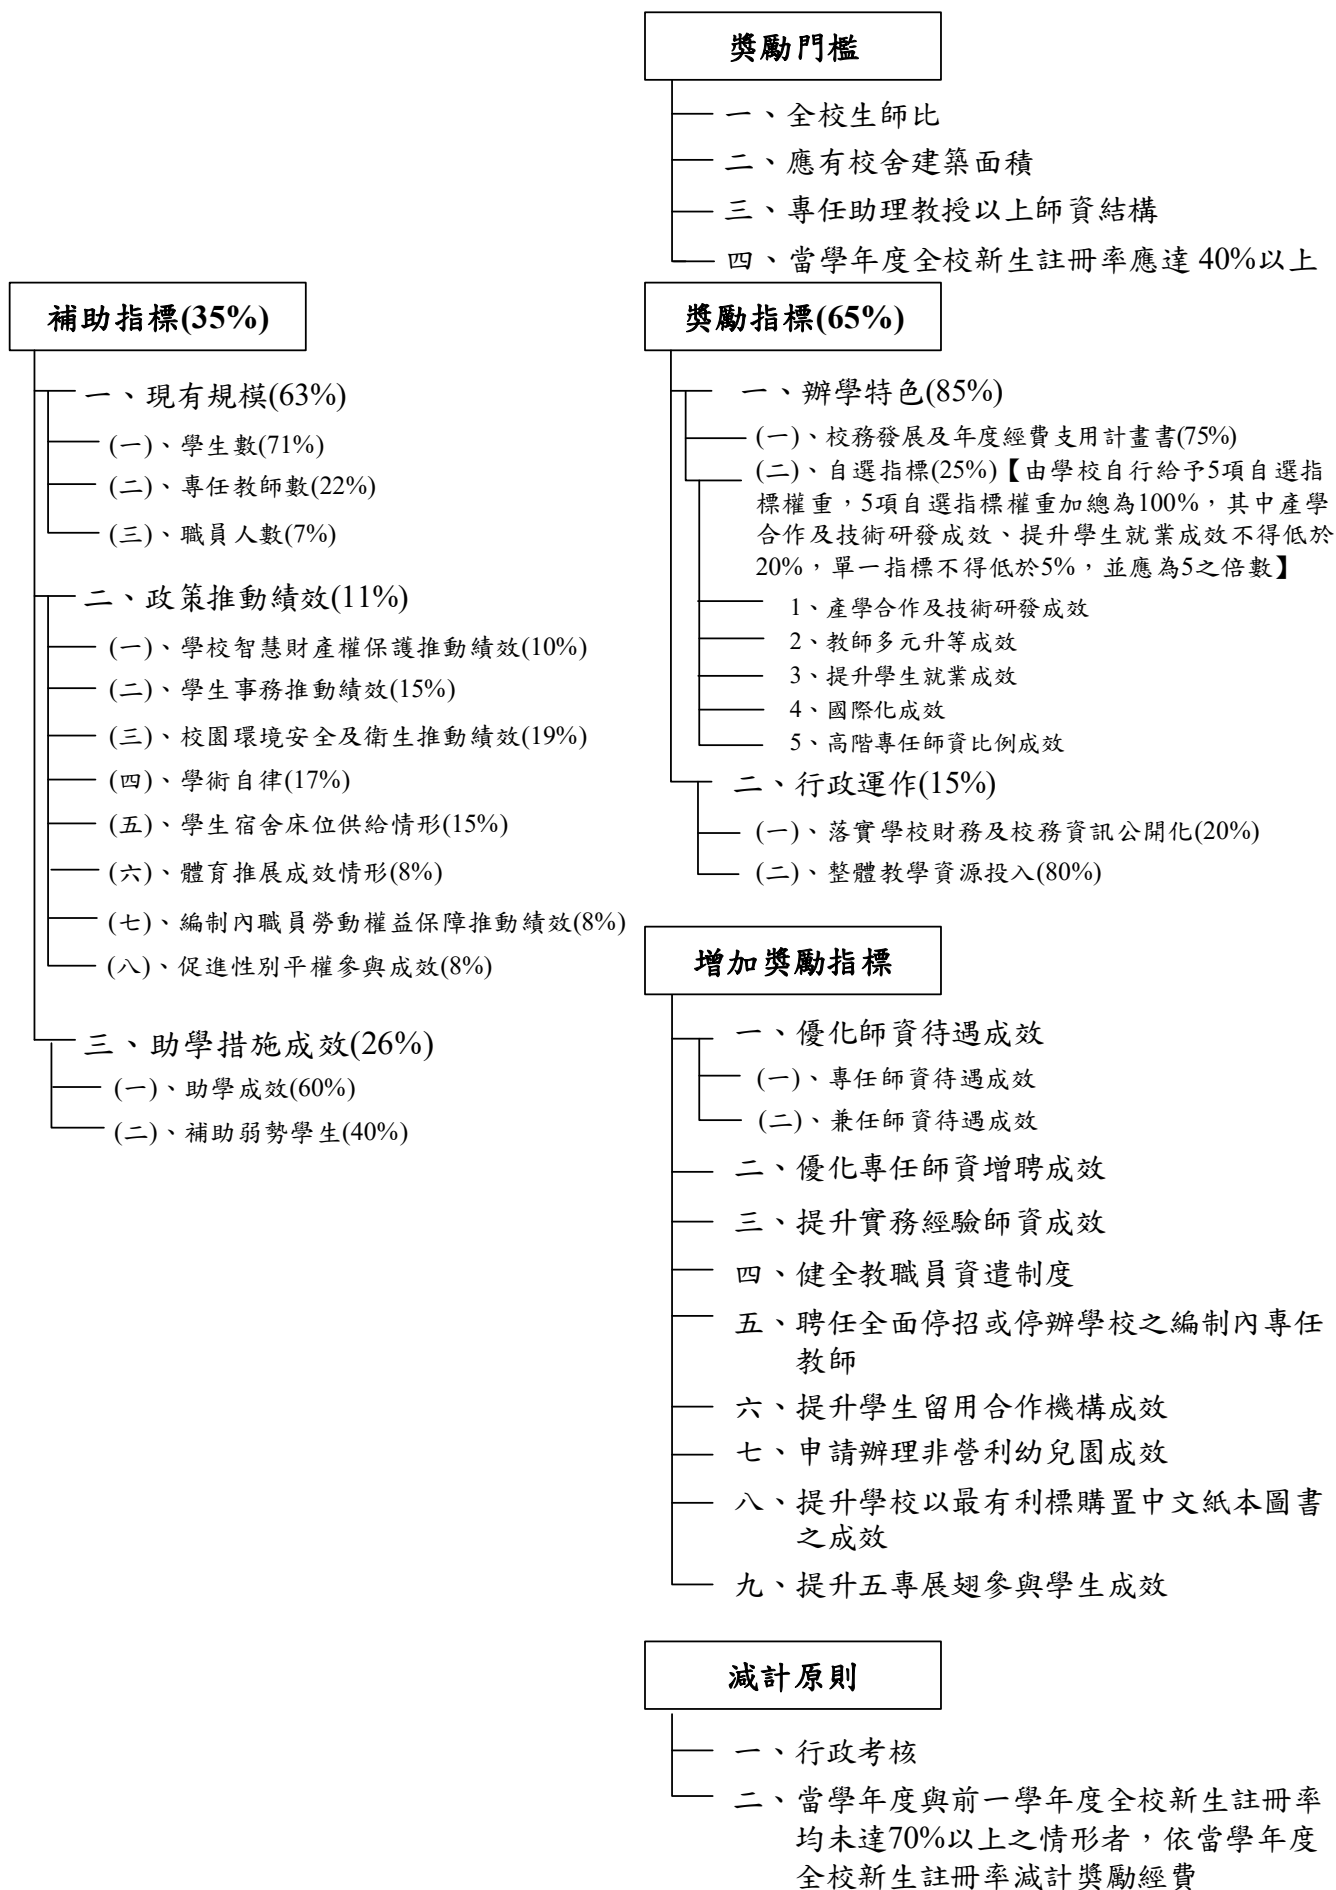 獎勵門檻
一、全校生師比
二、應有校舍建築面積
三、專任助理教授以上師資結構
四、當學年度全校新生註冊率應達 40%以上
補助指標(35%)
一、現有規模(63%)
(一)、學生數(71%)
(二)、專任教師數(22%)
(三)、職員人數(7%)
二、政策推動績效(11%)
(一)、學校智慧財產權保護推動績效(10%)
(二)、學生事務推動績效(15%)
(三)、校園環境安全及衛生推動績效(19%)
(四)、學術自律(17%)
(五)、學生宿舍床位供給情形(15%)
(六)、體育推展成效情形(8%)
(七)、編制內職員勞動權益保障推動績效(8%)
(八)、促進性別平權參與成效(8%)
三、助學措施成效(26%)
(一)、助學成效(60%)
(二)、補助弱勢學生(40%)
獎勵指標(65%)
一、辦學特色(85%)
(一)、校務發展及年度經費支用計畫書(75%)
(二)、自選指標(25%)【由學校自行給予5項自選指
標權重，5項自選指標權重加總為100%，其中產學
合作及技術研發成效、提升學生就業成效不得低於
20%，單一指標不得低於5%，並應為5之倍數】
1、產學合作及技術研發成效
2、教師多元升等成效
3、提升學生就業成效
4、國際化成效
5、高階專任師資比例成效
二、行政運作(15%)
(一)、落實學校財務及校務資訊公開化(20%)
(二)、整體教學資源投入(80%)
增加獎勵指標
一、優化師資待遇成效
(一)、專任師資待遇成效
(二)、兼任師資待遇成效
二、優化專任師資增聘成效
三、提升實務經驗師資成效
四、健全教職員資遣制度
五、聘任全面停招或停辦學校之編制內專任
教師
六、提升學生留用合作機構成效
七、申請辦理非營利幼兒園成效
八、提升學校以最有利標購置中文紙本圖書
之成效
九、提升五專展翅參與學生成效
減計原則
一、行政考核
二、當學年度與前一學年度全校新生註冊率
均未達70%以上之情形者，依當學年度
全校新生註冊率減計獎勵經費